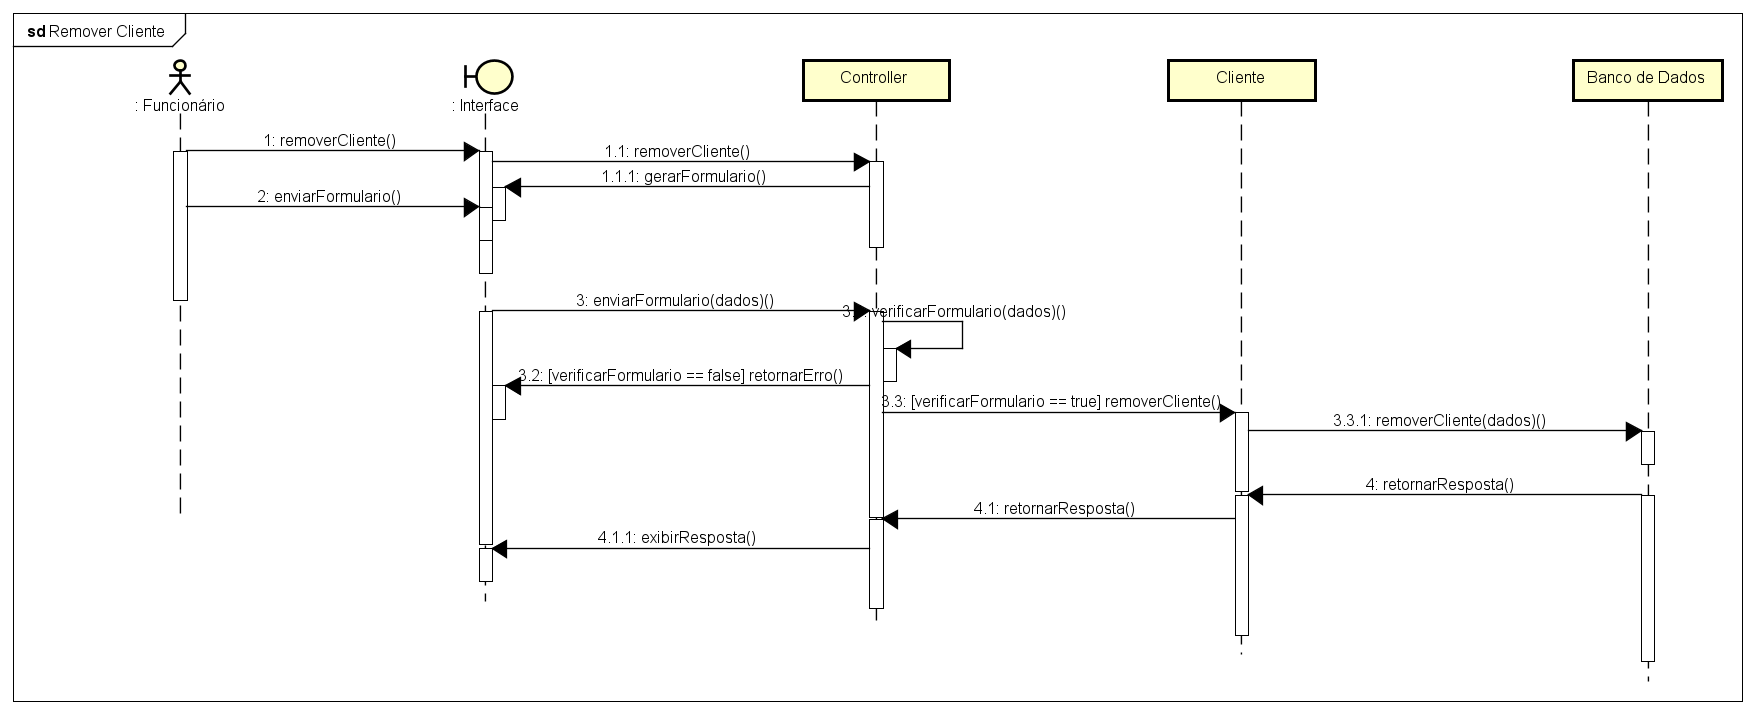 sd Remover Cliente
: Funcionário
: Interface
Controller
Cliente
Banco de Dados
1: removerCliente()
1.1: removerCliente()
1.1.1: gerarFormulario()
2: enviarFormulario()
3: enviarFormulario(dados)()
verificarFormulario(dados)()
3.2: [verificarFormulario == false] retornarErro()
3.3: [verificarFormulario == true] removerCliente()
3.3.1: removerCliente(dados)()
4: retornarResposta()
4.1: retornarResposta()
4.1.1: exibirResposta()